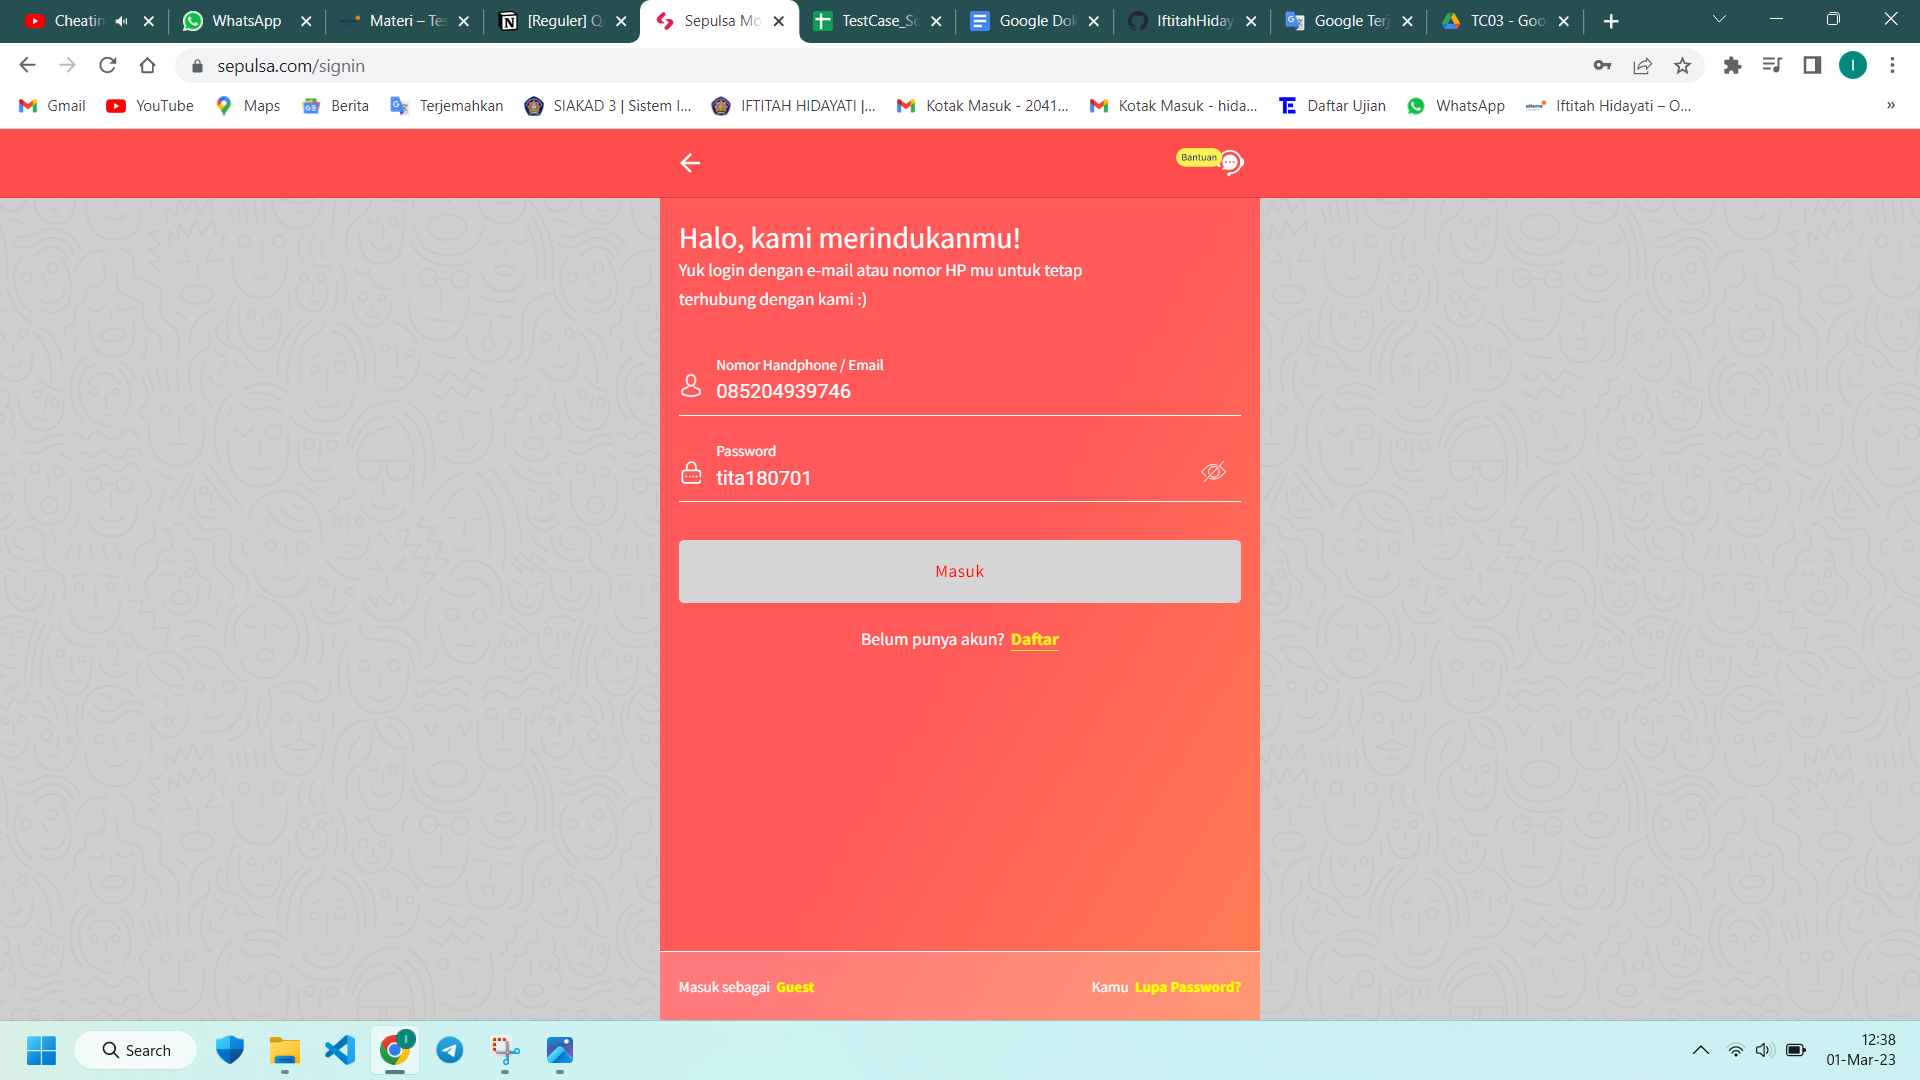 Cheatin
WhatsApp
Materi – Tes
[Reguler] QA
Sepulsa Mo
TestCase_Sc
Google Dok
IftitahHiday
Google Terj
TC03 - Goo
sepulsa.com/signin
I
Gmail
YouTube
Maps
Berita
Terjemahkan
SIAKAD 3 | Sistem I...
IFTITAH HIDAYATI |...
Kotak Masuk - 2041...
Kotak Masuk - hida...
Daftar Ujian
WhatsApp
Iftitah Hidayati – O...
»
Bantuan
Halo, kami merindukanmu!
Yuk login dengan e-mail atau nomor HP mu untuk tetap
terhubung dengan kami :)
Nomor Handphone / Email
085204939746
Password
tita180701
Masuk
Belum punya akun? Daftar
Masuk sebagai Guest
Kamu Lupa Password?
Search
12:38
01-Mar-23